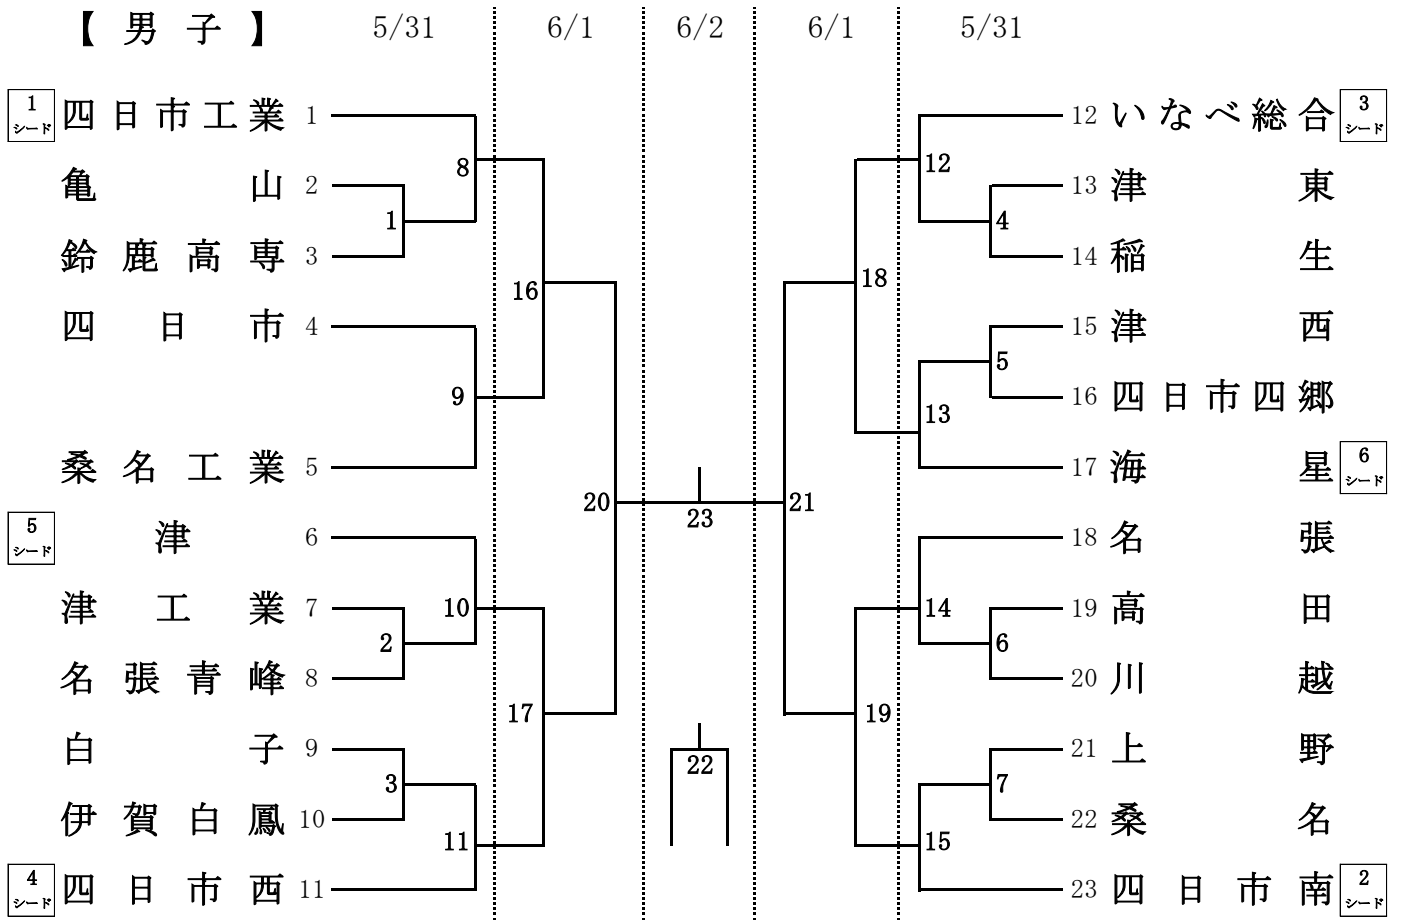 【男子】 5/31 6/1 6/2 6/1 5/31
1シード 四日市工業 1
亀山 2
鈴鹿高専 3
四日市 4
桑名工業 5
5シード 津 6
津工業 7
名張青峰 8
白子 9
伊賀白鳳 10
4シード 四日市西 11
8
1
16
9
20
10
2
17
3
11
23
22
12
4
18
5
13
21
14
6
19
7
15
12 いなべ総合 3シード
13 津東
14 稲生
15 津西
16 四日市四郷
17 海星 6シード
18 名張
19 高田
20 川越
21 上野
22 桑名
23 四日市南 2シード